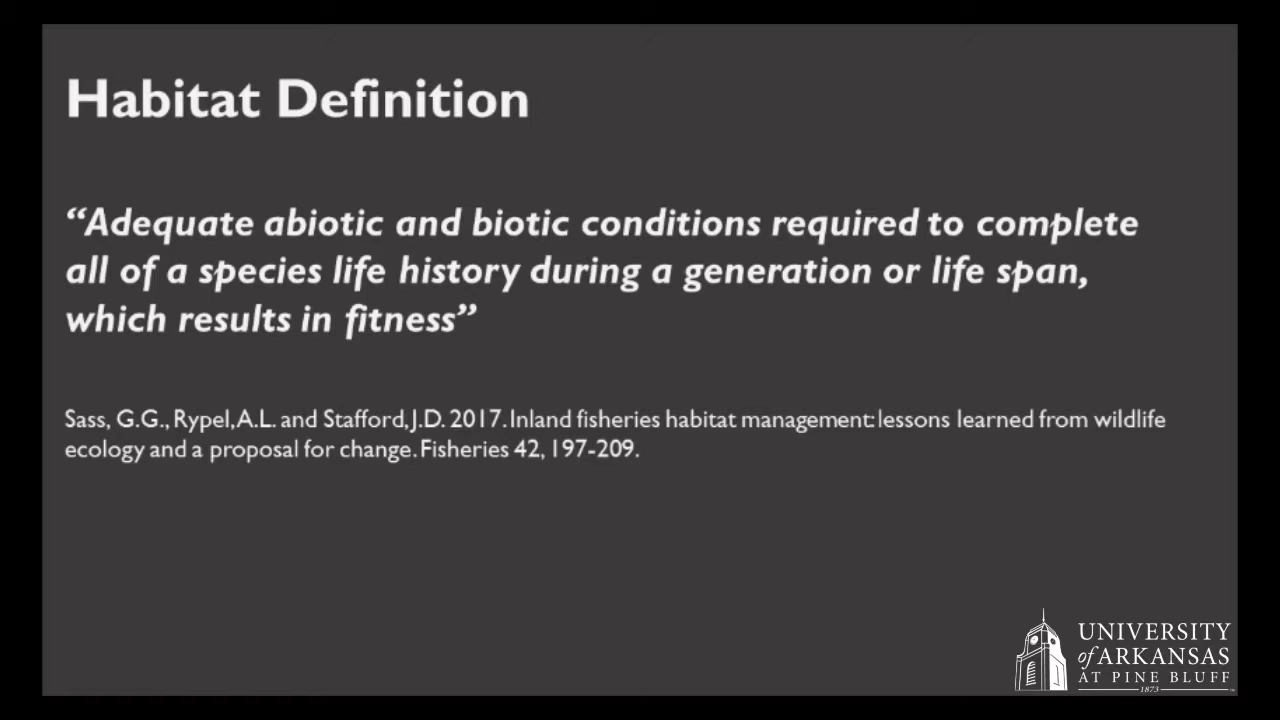 Habitat Definition
“Adequate abiotic and biotic conditions required to complete
all of a species life history during a generation or life span,
which results in fitness”
Sass, G.G., Rypel, A.L. and Stafford, J.D. 2017. Inland fisheries habitat management: lessons learned from wildlife
ecology and a proposal for change. Fisheries 42, 197-209.
UNIVERSITY
of ARKANSAS
AT PINE BLUFF
1873